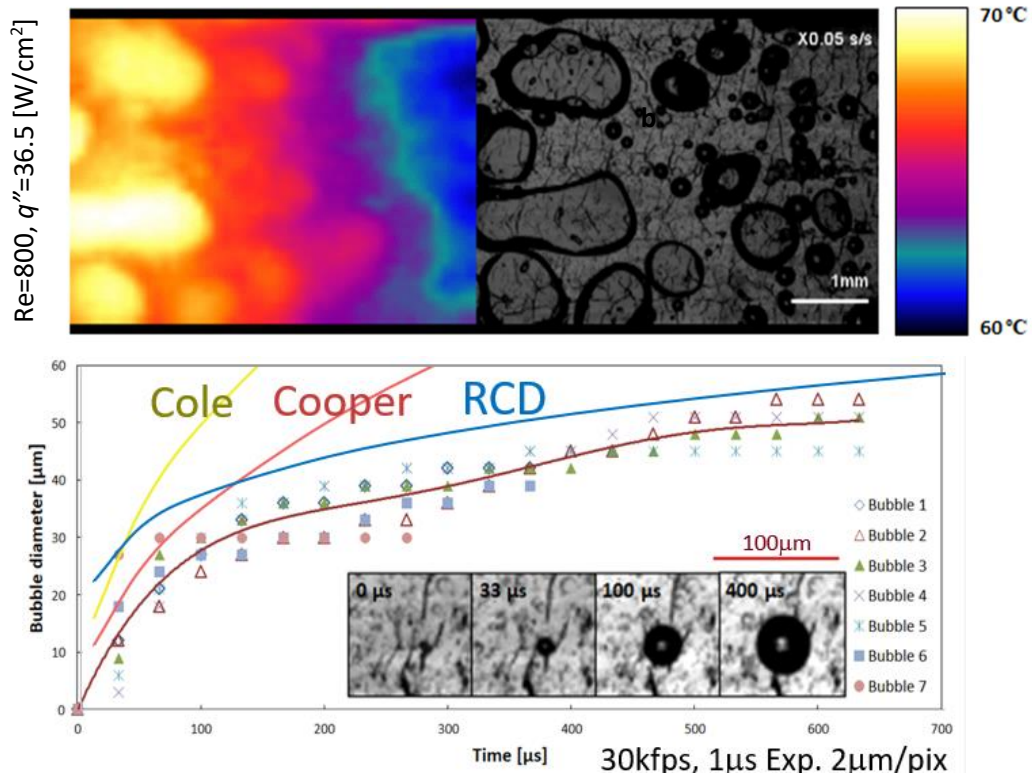 Re=800, q″=36.5 [W/cm²]
X0.05 s/s
b
1mm
70℃
60℃
Cole
Cooper
RCD
Bubble diameter [µm]
60
50
40
30
20
10
0
0
100
200
300
400
500
600
700
Time [µs]
Bubble 1
Bubble 2
Bubble 3
Bubble 4
Bubble 5
Bubble 6
Bubble 7
100µm
0 µs
33 µs
100 µs
400 µs
30kfps, 1µs Exp. 2µm/pix